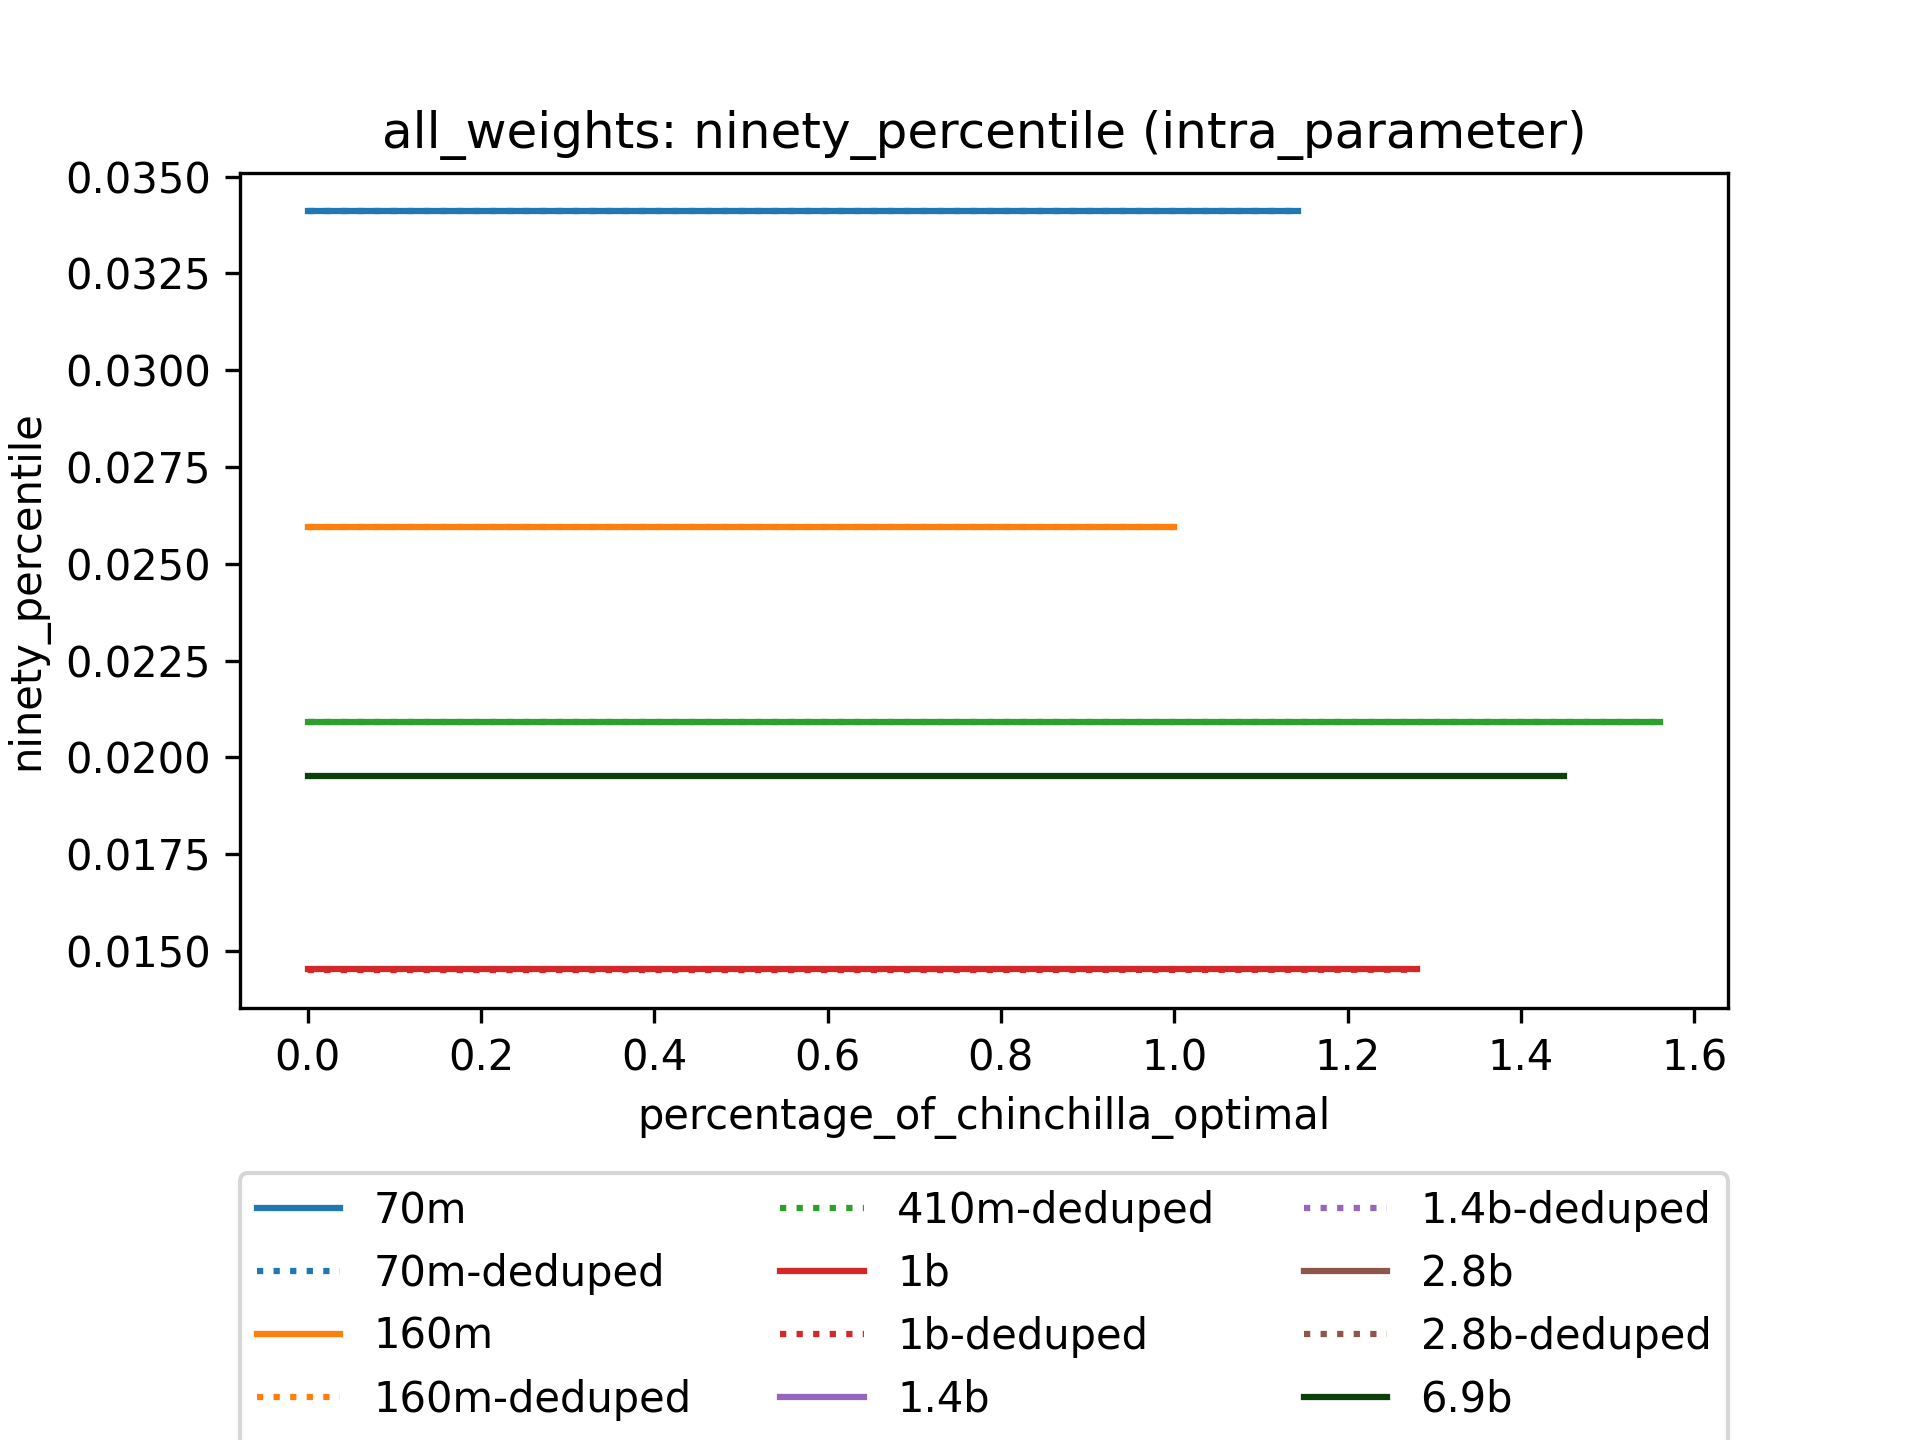 all_weights: ninety_percentile (intra_parameter)
0.0350
0.0325
0.0300
0.0275
0.0250
0.0225
0.0200
0.0175
0.0150
ninety_percentile
0.0 0.2 0.4 0.6 0.8 1.0 1.2 1.4 1.6
percentage_of_chinchilla_optimal
70m
70m-deduped
160m
160m-deduped
410m-deduped
1b
1b-deduped
1.4b
1.4b-deduped
2.8b
2.8b-deduped
6.9b